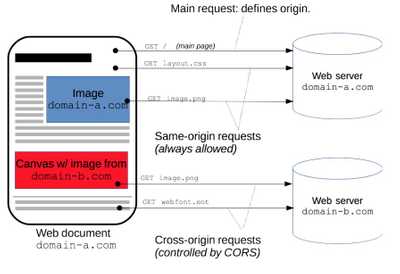 Main request: defines origin.
GET / (main page)
GET layout.css
Image
domain-a.com
GET image.png
Web server
domain-a.com
Same-origin requests
(always allowed)
Canvas w/ image from
domain-b.com
GET image.png
GET webfont.eot
Web server
domain-b.com
Web document
domain-a.com
Cross-origin requests
(controlled by CORS)